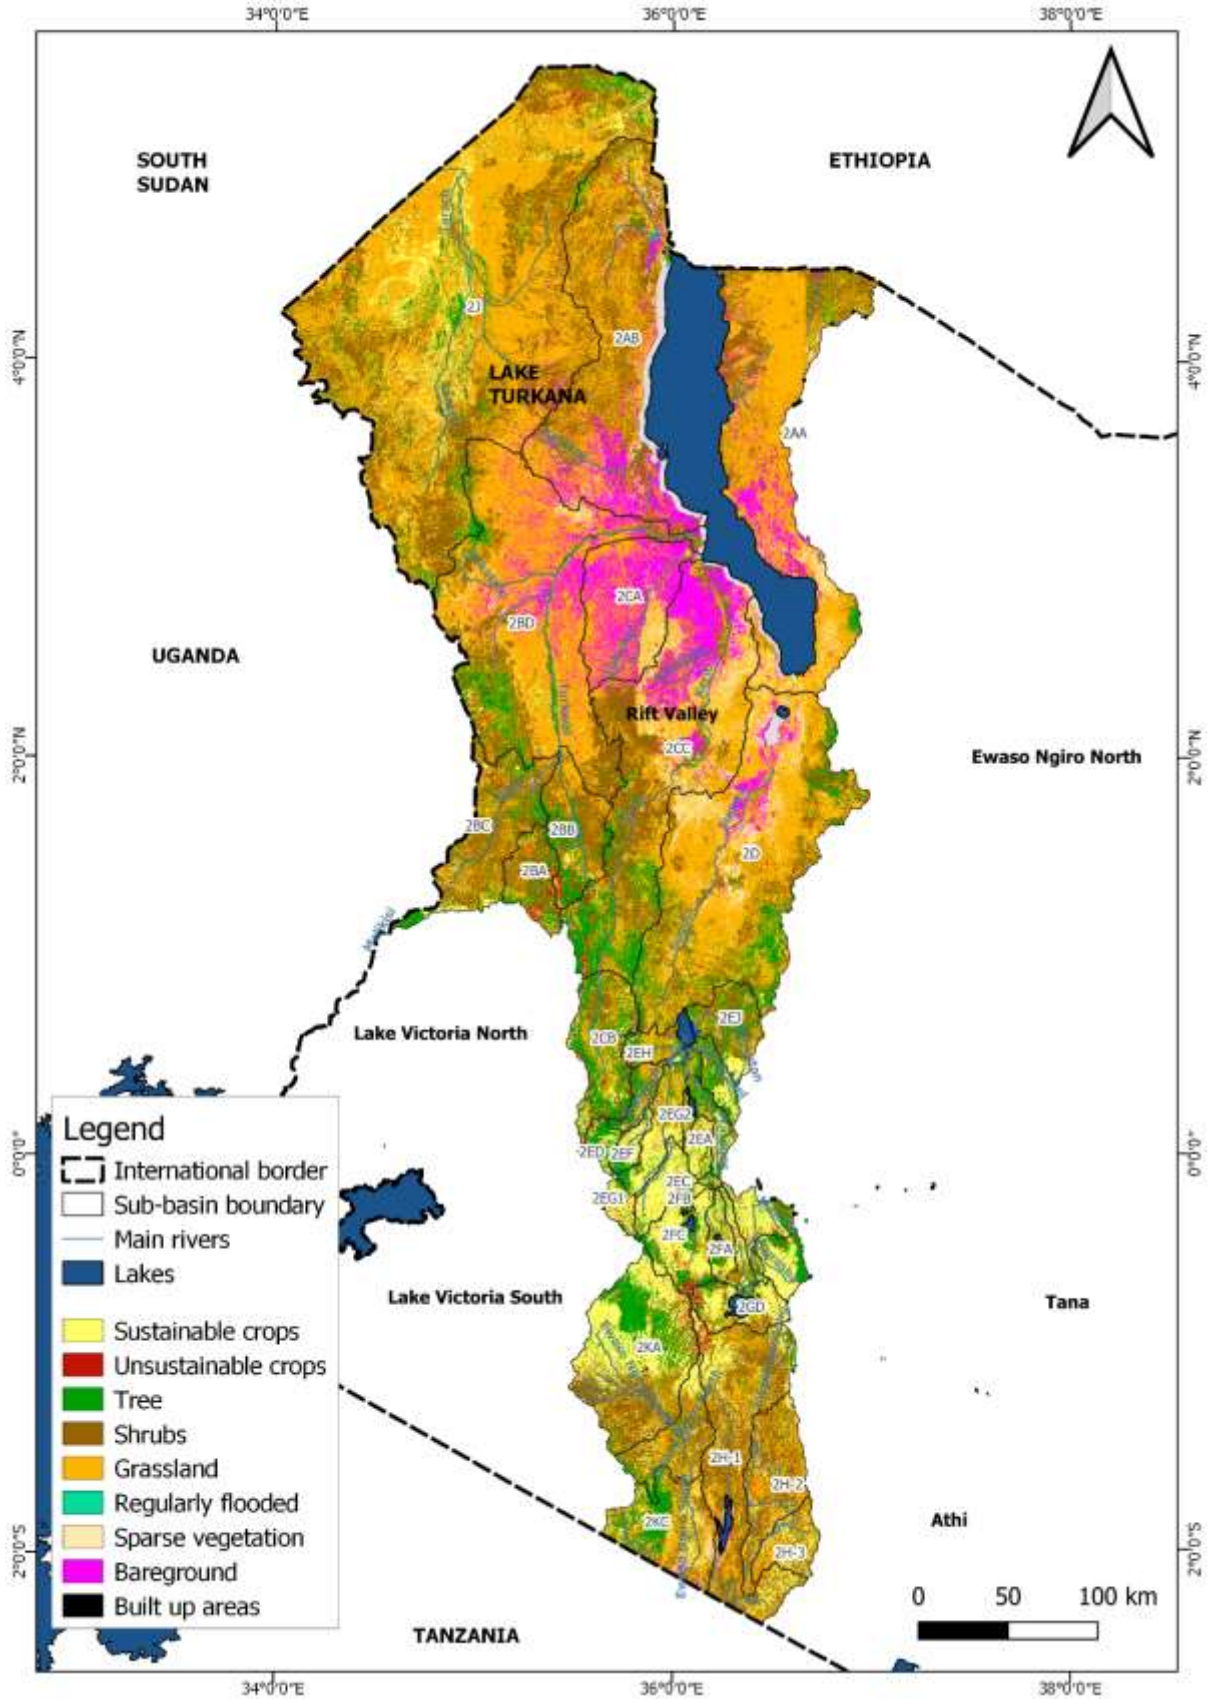 34°0'0"E
36°0'0"E
38°0'0"E
SOUTH
SUDAN
ETHIOPIA
2J
2AB
4°0'0"N
4°0'0"N
LAKE
TURKANA
2AA
2CA
2BD
UGANDA
Rift Valley
2CC
2°0'0"N
2°0'0"N
Ewaso Ngiro North
2BC
2BB
2D
2BA
2EJ
Lake Victoria North
2CB
2EH
2EG2
2EA
0°0'0"
0°0'0"
2ED
2EF
2EC
2EG1
2FB
2FC
2FA
Lake Victoria South
2GD
Tana
2KA
2H-1
2H-2
2KC
Athi
2H-3
2°0'0"S
2°0'0"S
Legend
International border
Sub-basin boundary
Main rivers
Lakes
Sustainable crops
Unsustainable crops
Tree
Shrubs
Grassland
Regularly flooded
Sparse vegetation
Bareground
Built up areas
0 50 100 km
TANZANIA
34°0'0"E
36°0'0"E
38°0'0"E